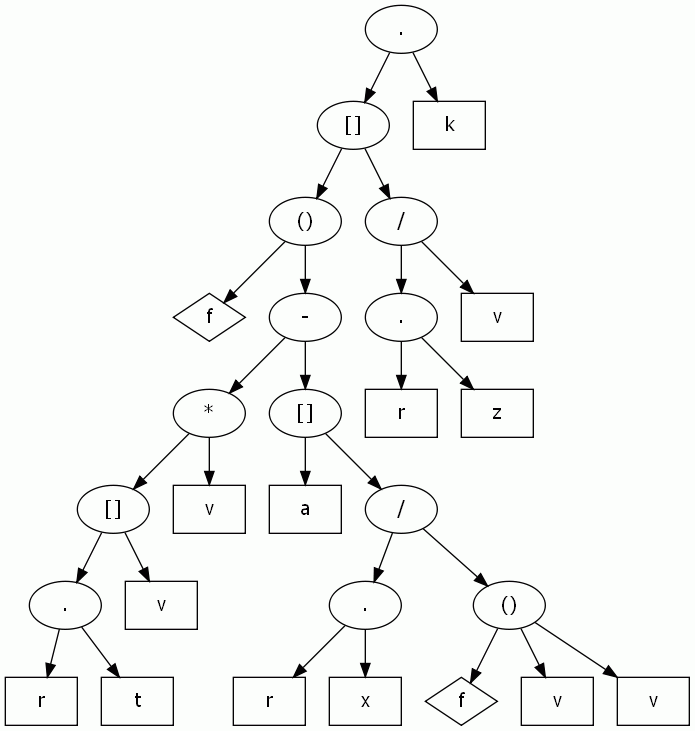 .
[] k
() /
f - . v
* [] r z
[] v a /
. v . ()
r t r x f v v